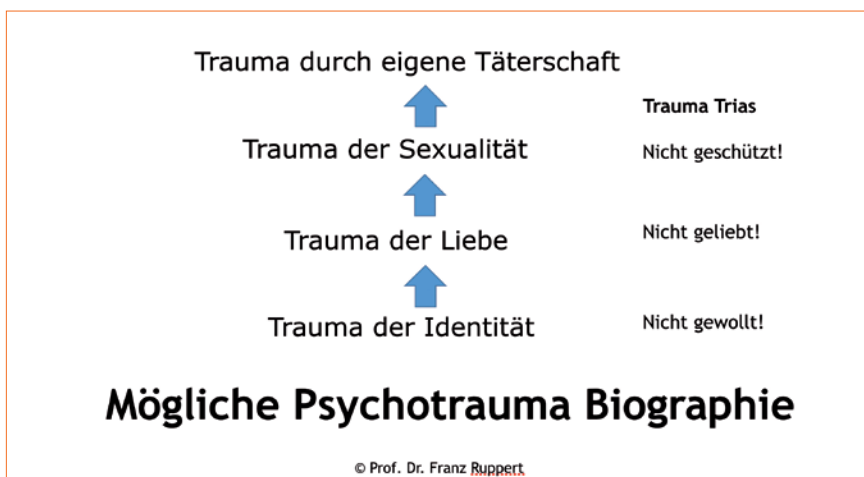 Trauma durch eigene Täterschaft
Trauma Trias
Trauma der Sexualität
Nicht geschützt!
Trauma der Liebe
Nicht geliebt!
Trauma der Identität
Nicht gewollt!
Mögliche Psychotrauma Biographie
© Prof. Dr. Franz Ruppert